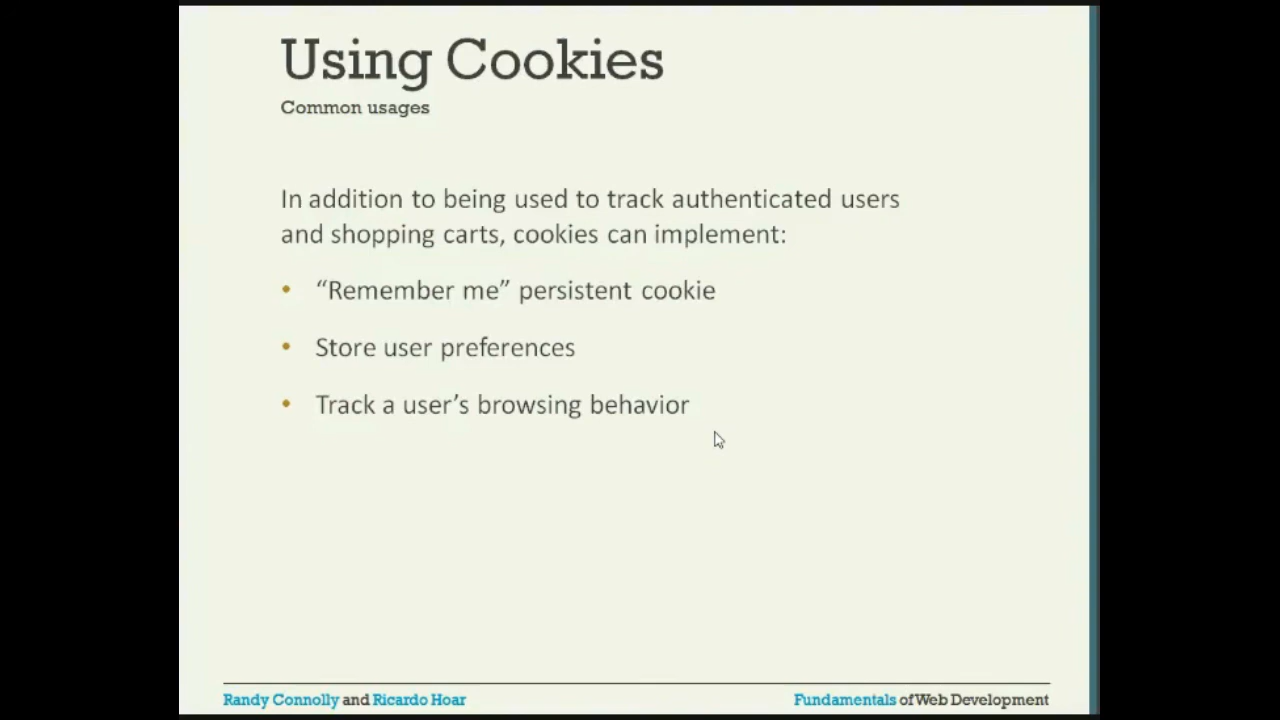 Using Cookies
Common usages
In addition to being used to track authenticated users
and shopping carts, cookies can implement:
• “Remember me” persistent cookie
• Store user preferences
• Track a user’s browsing behavior
Randy Connolly and Ricardo Hoar
Fundamentals of Web Development